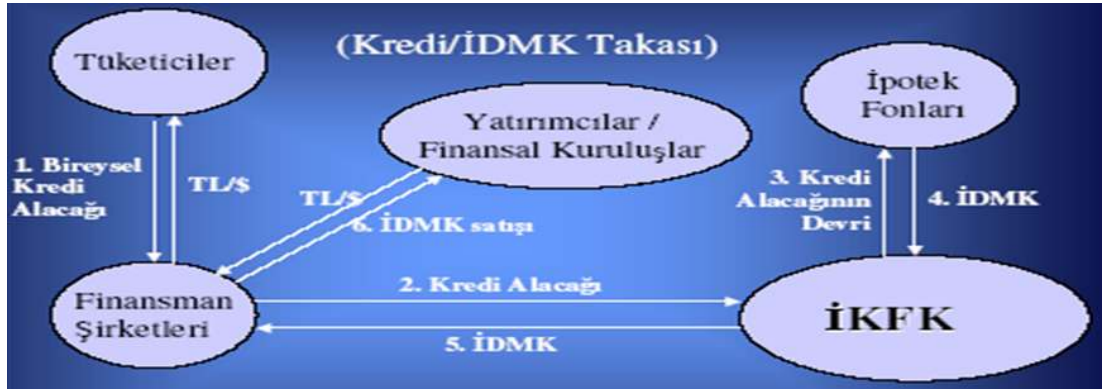 (Kredi/İDMK Takası)
Tüketiciler
İpotek
Fonları
Yatırımcılar /
Finansal Kuruluşlar
1. Bireysel
Kredi
Alacağı
TL/$
TL/$
6. İDMK satışı
3. Kredi
Alacağının
Devri
4. İDMK
Finansman
Şirketleri
2. Kredi Alacağı
5. İDMK
İKFK